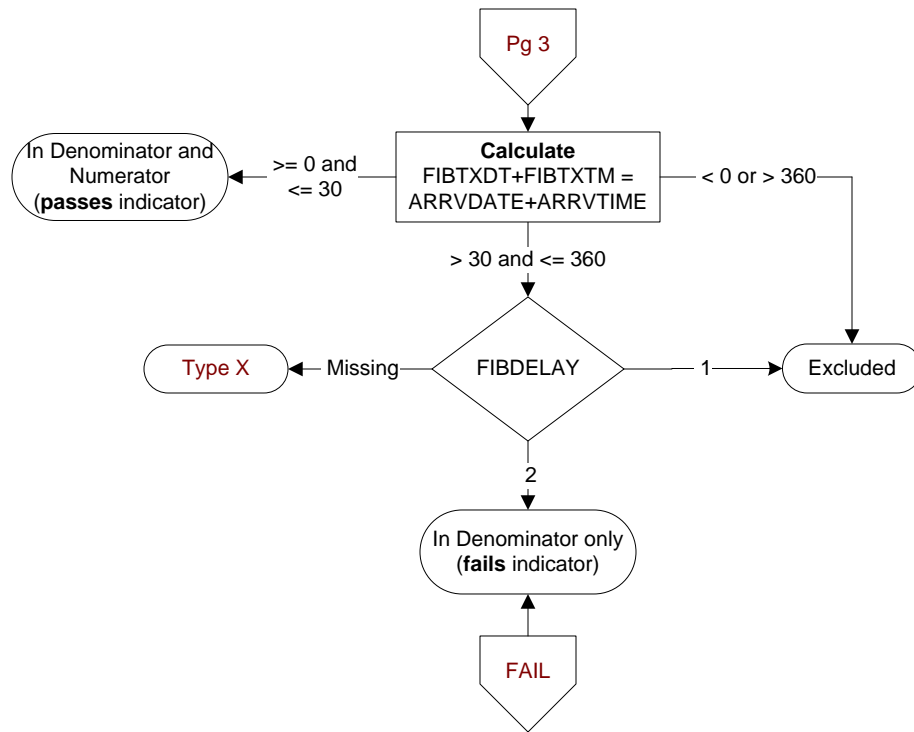 Pg 3
In Denominator and
Numerator
(passes indicator)
>= 0 and
<= 30
Calculate
FIBTXDT+FIBTXTM =
ARRVDATE+ARRVTIME
< 0 or > 360
> 30 and <= 360
Type X
Missing
FIBDELAY
1
Excluded
2
In Denominator only
(fails indicator)
FAIL